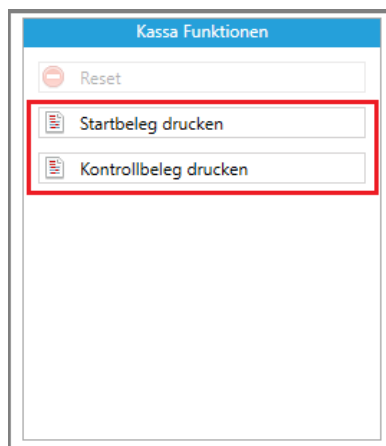 Kassa Funktionen
Reset
Startbeleg drucken
Kontrollbeleg drucken